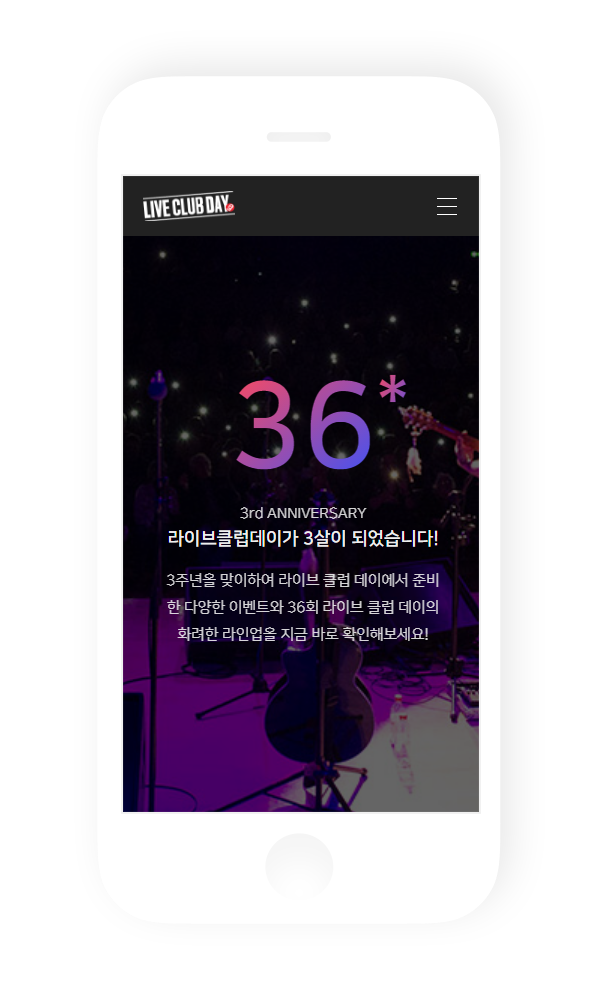 LIVE CLUB DAY
36*
3rd ANNIVERSARY
라이브클럽데이가 3살이 되었습니다!
3주년을 맞이하여 라이브 클럽 데이에서 준비
한 다양한 이벤트와 36회 라이브 클럽 데이의
화려한 라인업을 지금 바로 확인해보세요!